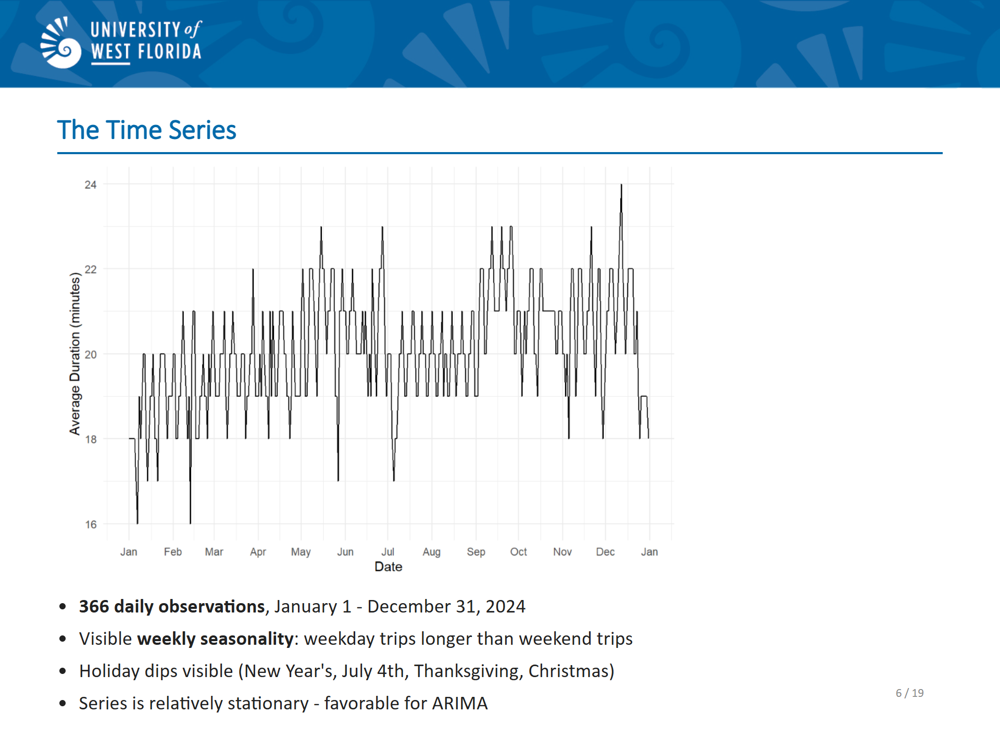 UNIVERSITY of
WEST FLORIDA
The Time Series
24
22
20
18
16
Average Duration (minutes)
Jan Feb Mar Apr May Jun Jul Aug Sep Oct Nov Dec Jan
Date
• 366 daily observations, January 1 - December 31, 2024
• Visible weekly seasonality: weekday trips longer than weekend trips
• Holiday dips visible (New Year's, July 4th, Thanksgiving, Christmas)
• Series is relatively stationary - favorable for ARIMA
6 / 19